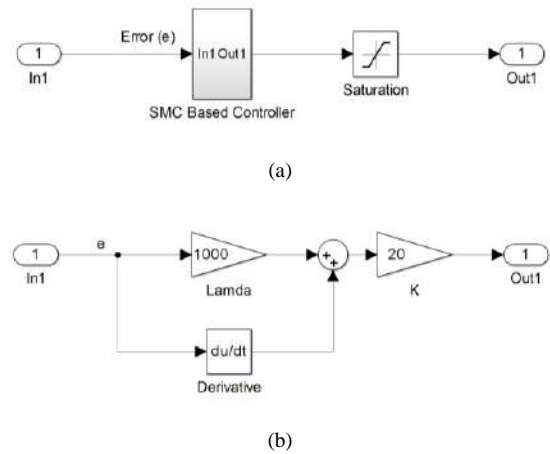 1
In1
Error (e)
In1 Out1
SMC Based Controller
Saturation
1
Out1
(a)
1
In1
e
1000
Lamda
du/dt
Derivative
+
+
20
K
1
Out1
(b)